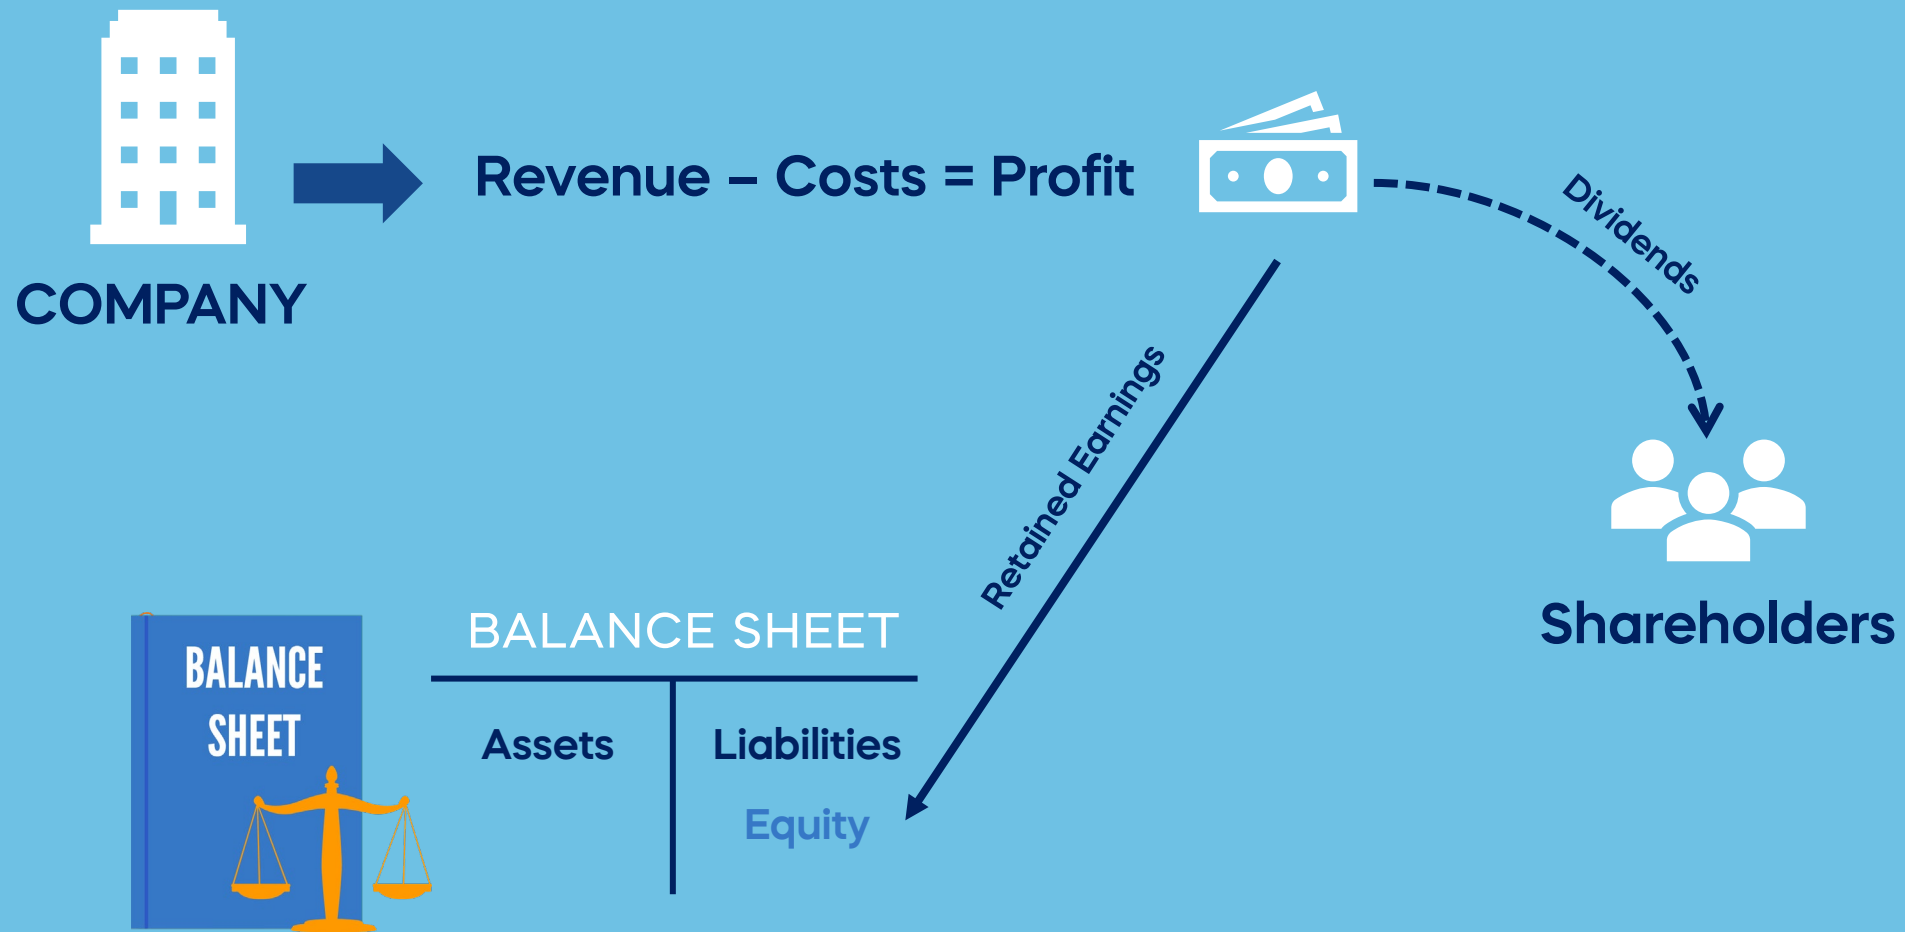 COMPANY
Revenue – Costs = Profit
Dividends
Shareholders
Retained Earnings
BALANCE
SHEET
BALANCE SHEET
Assets
Liabilities
Equity